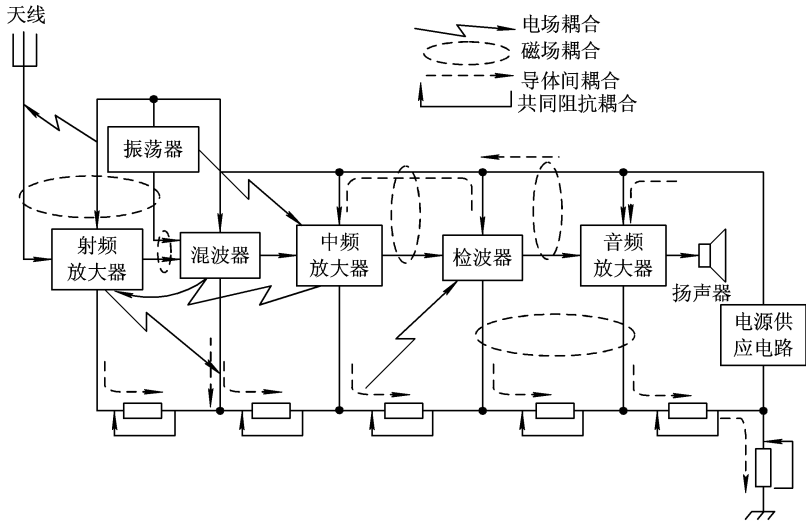 天线
电场耦合
磁场耦合
导体间耦合
共同阻抗耦合
振荡器
射频
放大器
混波器
中频
放大器
检波器
音频
放大器
扬声器
电源供
应电路